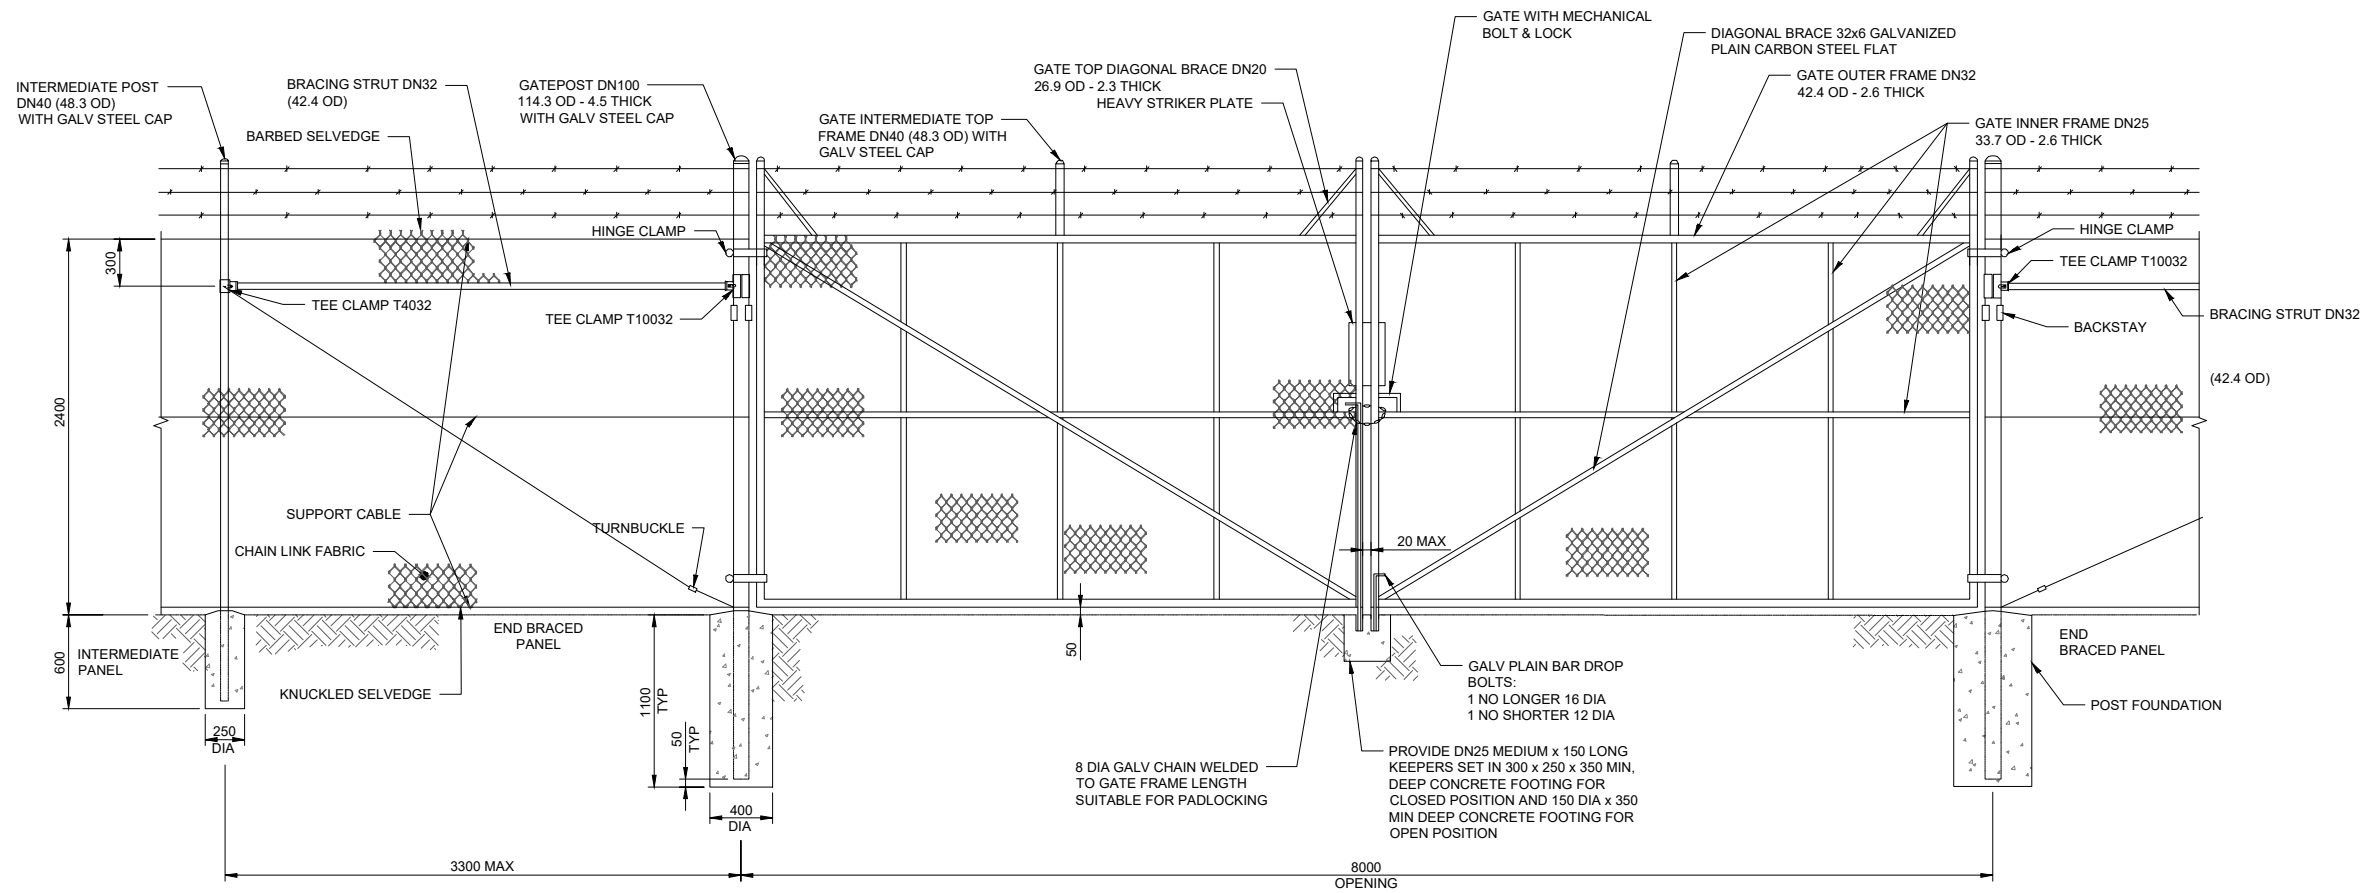 GATE WITH MECHANICAL
BOLT & LOCK
DIAGONAL BRACE 32x6 GALVANIZED
PLAIN CARBON STEEL FLAT
INTERMEDIATE POST
DN40 (48.3 OD)
WITH GALV STEEL CAP
BRACING STRUT DN32
(42.4 OD)
BARBED SELVEDGE
GATEPOST DN100
114.3 OD - 4.5 THICK
WITH GALV STEEL CAP
GATE TOP DIAGONAL BRACE DN20
26.9 OD - 2.3 THICK
HEAVY STRIKER PLATE
GATE INTERMEDIATE TOP
FRAME DN40 (48.3 OD) WITH
GALV STEEL CAP
GATE OUTER FRAME DN32
42.4 OD - 2.6 THICK
GATE INNER FRAME DN25
33.7 OD - 2.6 THICK
HINGE CLAMP
HINGE CLAMP
300
TEE CLAMP T4032
TEE CLAMP T10032
TEE CLAMP T10032
BRACING STRUT DN32
BACKSTAY
(42.4 OD)
2400
SUPPORT CABLE
TURNBUCKLE
CHAIN LINK FABRIC
20 MAX
END BRACED
PANEL
INTERMEDIATE
PANEL
600
KNUCKLED SELVEDGE
1100
TYP
50
TYP
50
250
DIA
400
DIA
END
BRACED PANEL
POST FOUNDATION
GALV PLAIN BAR DROP
BOLTS:
1 NO LONGER 16 DIA
1 NO SHORTER 12 DIA
8 DIA GALV CHAIN WELDED
TO GATE FRAME LENGTH
SUITABLE FOR PADLOCKING
PROVIDE DN25 MEDIUM x 150 LONG
KEEPERS SET IN 300 x 250 x 350 MIN,
DEEP CONCRETE FOOTING FOR
CLOSED POSITION AND 150 DIA x 350
MIN DEEP CONCRETE FOOTING FOR
OPEN POSITION
3300 MAX
8000
OPENING